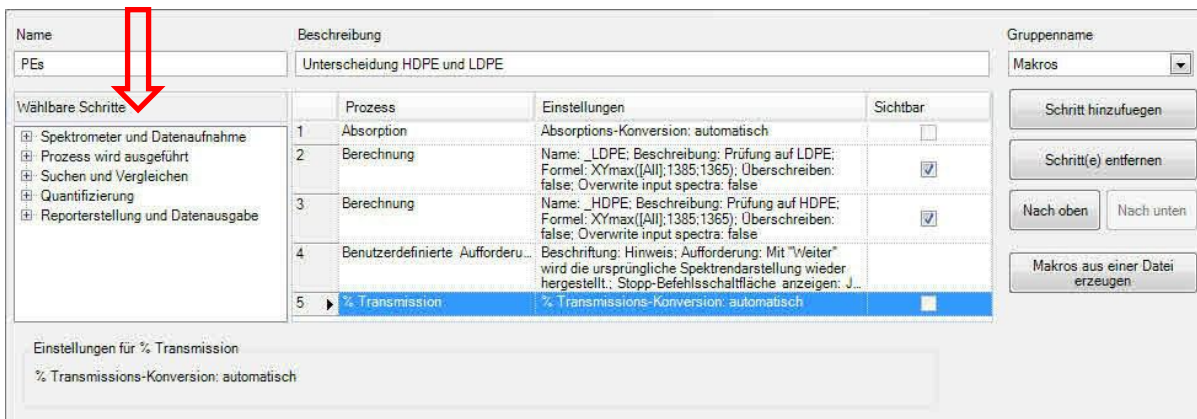 Name
Beschreibung
Gruppenname
PEs
Unterscheidung HDPE und LDPE
Makros
Wählbare Schritte
Spektrometer und Datenaufnahme
Prozess wird ausgeführt
Suchen und Vergleichen
Quantifizierung
Reporterstellung und Datenausgabe
Prozess Einstellungen Sichtbar
1 Absorption Absorptions-Konversion: automatisch
2 Berechnung Name: _LDPE; Beschreibung: Prüfung auf LDPE;
Formel: XYmax([All];1385;1365); Überschreiben:
false; Overwrite input spectra: false
3 Berechnung Name: _HDPE; Beschreibung: Prüfung auf HDPE;
Formel: XYmax([All];1385;1365); Überschreiben:
false; Overwrite input spectra: false
4 Benutzerdefinierte Aufforderu... Beschriftung: Hinweis; Aufforderung: Mit "Weiter"
wird die ursprüngliche Spektrendarstellung wieder
hergestellt.; Stopp-Befehlsschaltfläche anzeigen: J...
5 % Transmission % Transmissions-Konversion: automatisch
Schritt hinzufuegen
Schritt(e) entfernen
Nach oben Nach unten
Makros aus einer Datei
erzeugen
Einstellungen für % Transmission
% Transmissions-Konversion: automatisch